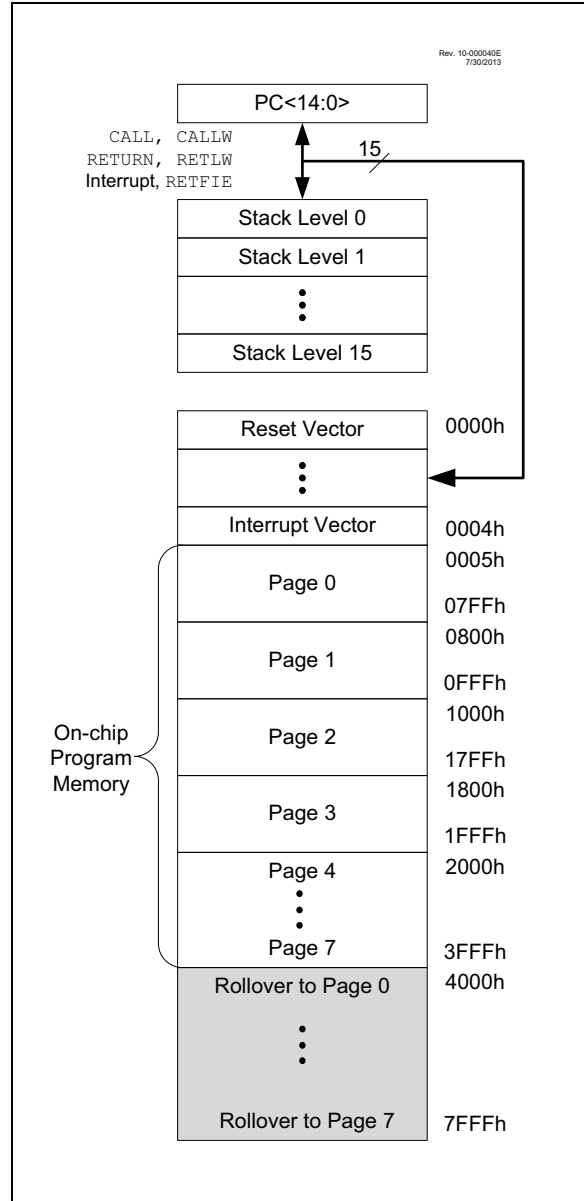 Rev. 10-000040E
7/30/2013
PC<14:0>
CALL, CALLW
RETURN, RETLW
Interrupt, RETFIE
15
Stack Level 0
Stack Level 1
Stack Level 15
Reset Vector 0000h
Interrupt Vector 0004h
0005h
Page 0
07FFh
0800h
Page 1
0FFFh
1000h
Page 2
17FFh
1800h
Page 3
1FFFh
On-chip
Program
Memory
Page 4 2000h
Page 7 3FFFh
Rollover to Page 0 4000h
Rollover to Page 7 7FFFh